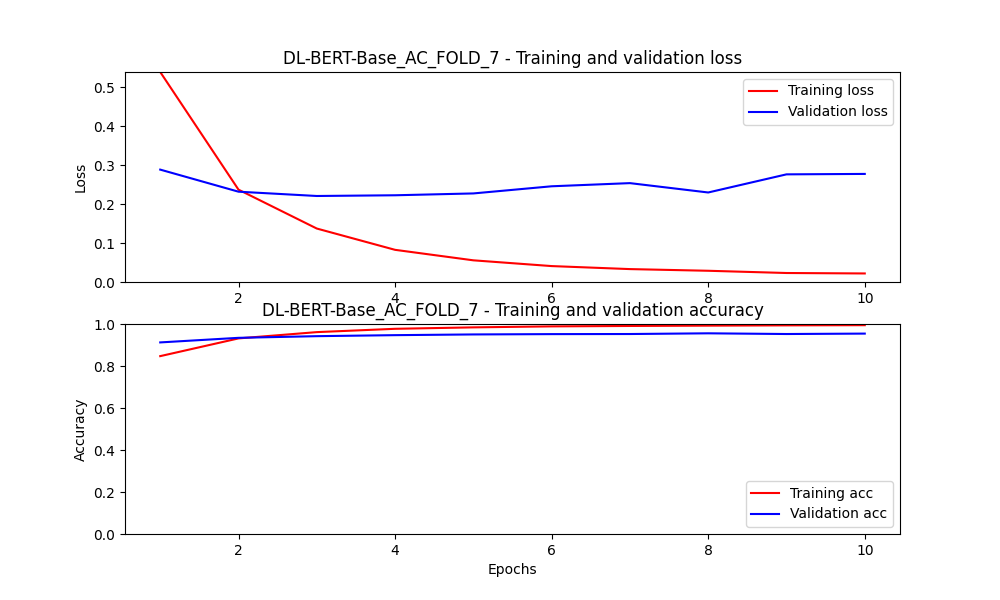 DL-BERT-Base_AC_FOLD_7 - Training and validation loss
Loss
0.5
0.4
0.3
0.2
0.1
0.0
Training loss
Validation loss
2 4 6 8 10
DL-BERT-Base_AC_FOLD_7 - Training and validation accuracy
Accuracy
1.0
0.8
0.6
0.4
0.2
0.0
Training acc
Validation acc
2 4 6 8 10
Epochs